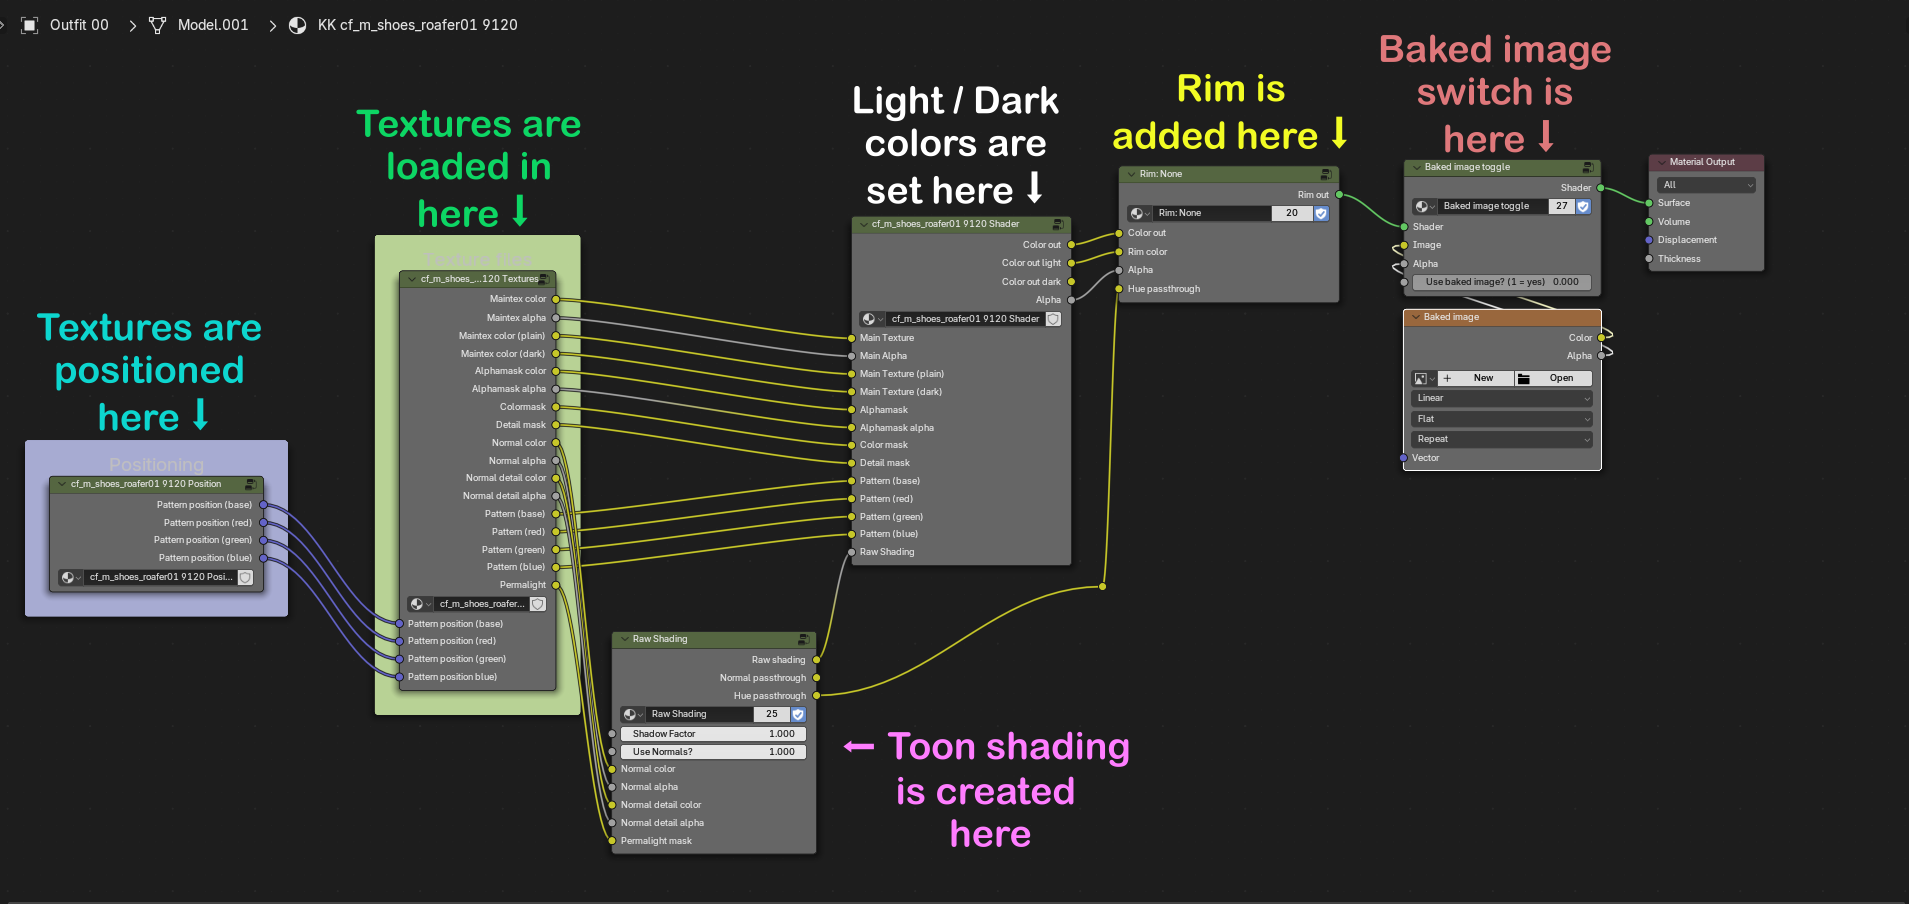 Outfit 00 > Model.001 > KK cf_m_shoes_roafer01 9120
Textures are
positioned
here ↓
Positioning
cf_m_shoes_roafer01 9120 Position
Pattern position (base)
Pattern position (red)
Pattern position (green)
Pattern position (blue)
cf_m_shoes_roafer01 9120 Posi...
Textures are
loaded in
here ↓
Texture files
cf_m_shoes_...120 Textures
Maintex color
Maintex alpha
Maintex color (plain)
Maintex color (dark)
Alphamask color
Alphamask alpha
Colormask
Detail mask
Normal color
Normal alpha
Normal detail color
Normal detail alpha
Pattern (base)
Pattern (red)
Pattern (green)
Pattern (blue)
Permalight
cf_m_shoes_roafer...
Pattern position (base)
Pattern position (red)
Pattern position (green)
Pattern position blue)
Raw Shading
Raw shading
Normal passthrough
Hue passthrough
Raw Shading 25
Shadow Factor 1.000
Use Normals? 1.000
Normal color
Normal alpha
Normal detail color
Normal detail alpha
Permalight mask
← Toon shading
is created
here
Light / Dark
colors are
set here ↓
cf_m_shoes_roafer01 9120 Shader
Color out
Color out light
Color out dark
Alpha
cf_m_shoes_roafer01 9120 Shader
Main Texture
Main Alpha
Main Texture (plain)
Main Texture (dark)
Alphamask
Alphamask alpha
Color mask
Detail mask
Pattern (base)
Pattern (red)
Pattern (green)
Pattern (blue)
Raw Shading
Rim is
added here ↓
Rim: None
Rim out
Rim: None 20
Color out
Rim color
Alpha
Hue passthrough
Baked image
switch is
here ↓
Baked image toggle
Shader
Baked image toggle 27
Shader
Image
Alpha
Use baked image? (1 = yes) 0.000
Baked image
Color
Alpha
+ New Open
Linear
Flat
Repeat
Vector
Material Output
All
Surface
Volume
Displacement
Thickness